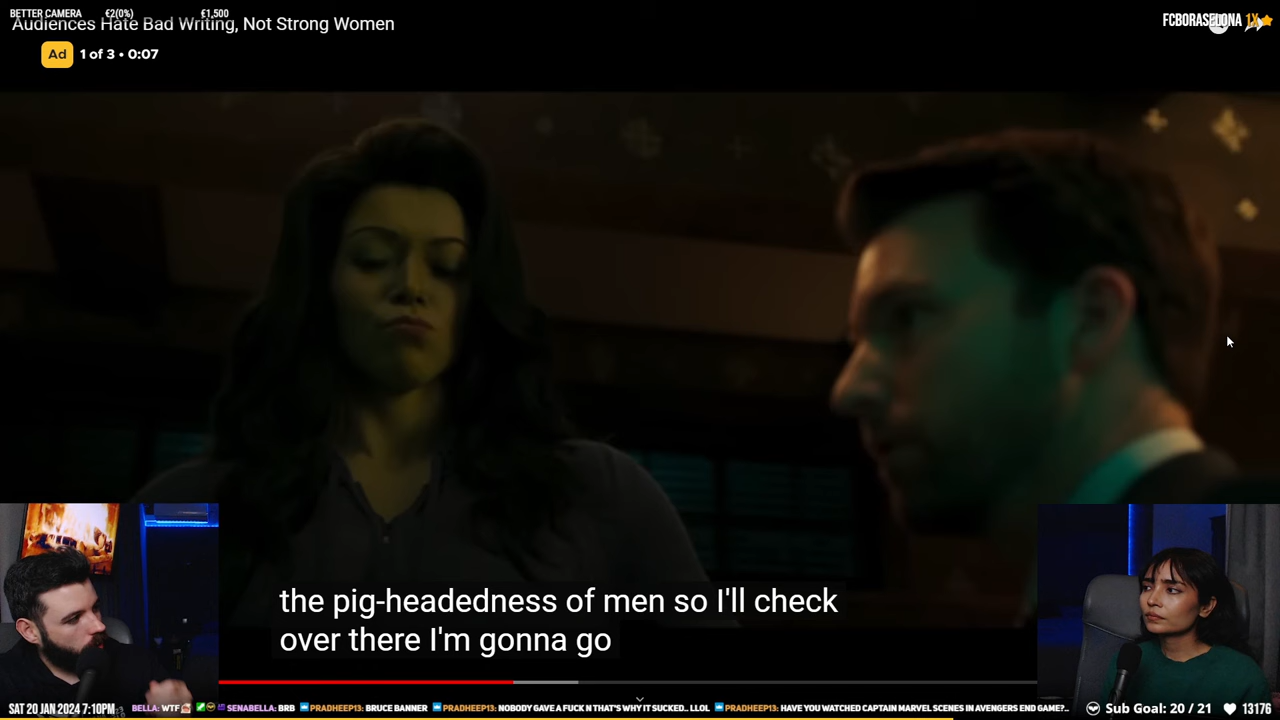 BETTER CAMERA €2(0%) €1,500
Audiences Hate Bad Writing, Not Strong Women
FCBORASELONA 1X
Ad 1 of 3 • 0:07
the pig-headedness of men so I'll check
over there I'm gonna go
SAT 20 JAN 2024 7:10PM BELLA: WTF SENABELLA: BRB PRADHEEP13: BRUCE BANNER PRADHEEP13: NOBODY GAVE A FUCK N THAT'S WHY IT SUCKED.. LLOL PRADHEEP13: HAVE YOU WATCHED CAPTAIN MARVEL SCENES IN AVENGERS END GAME?.. Sub Goal: 20 / 21 13176